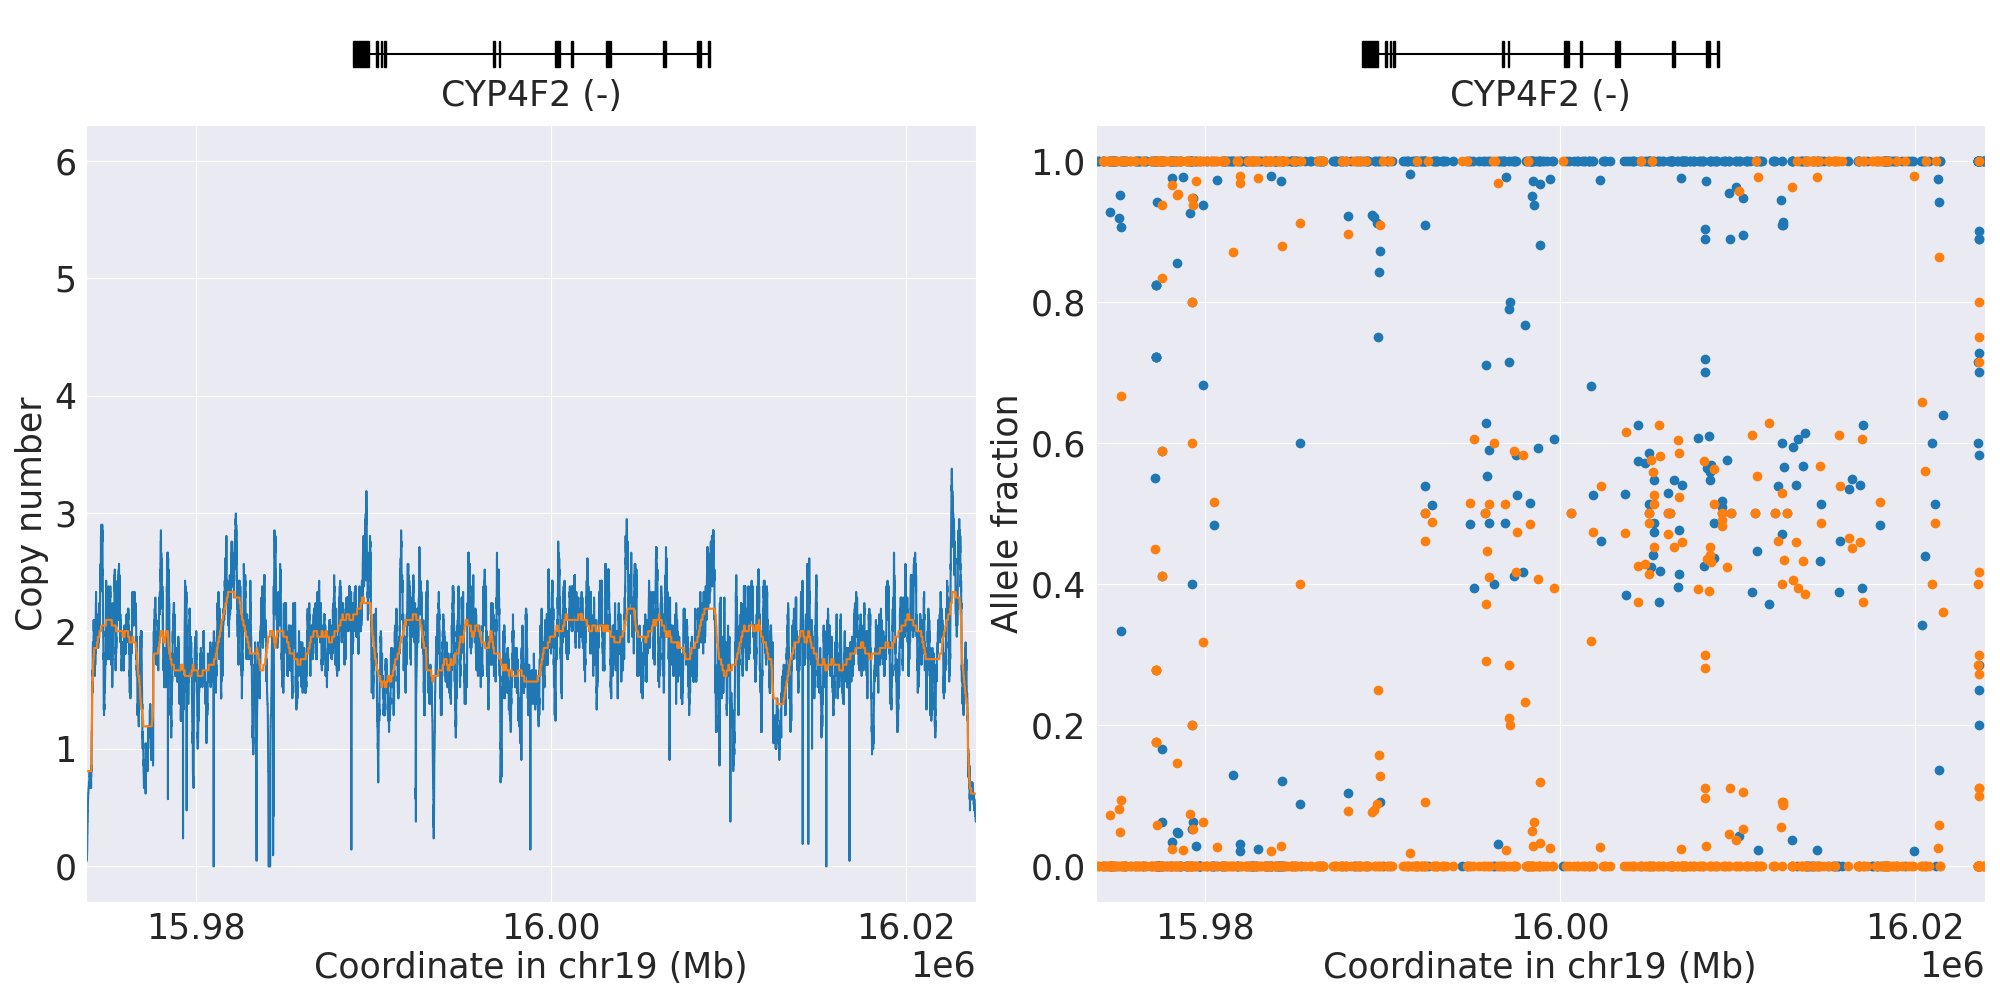 CYP4F2 (-)
6
5
4
3
2
1
0
Copy number
15.98
16.00
16.02
Coordinate in chr19 (Mb)
1e6
CYP4F2 (-)
1.0
0.8
0.6
0.4
0.2
0.0
Allele fraction
15.98
16.00
16.02
Coordinate in chr19 (Mb)
1e6